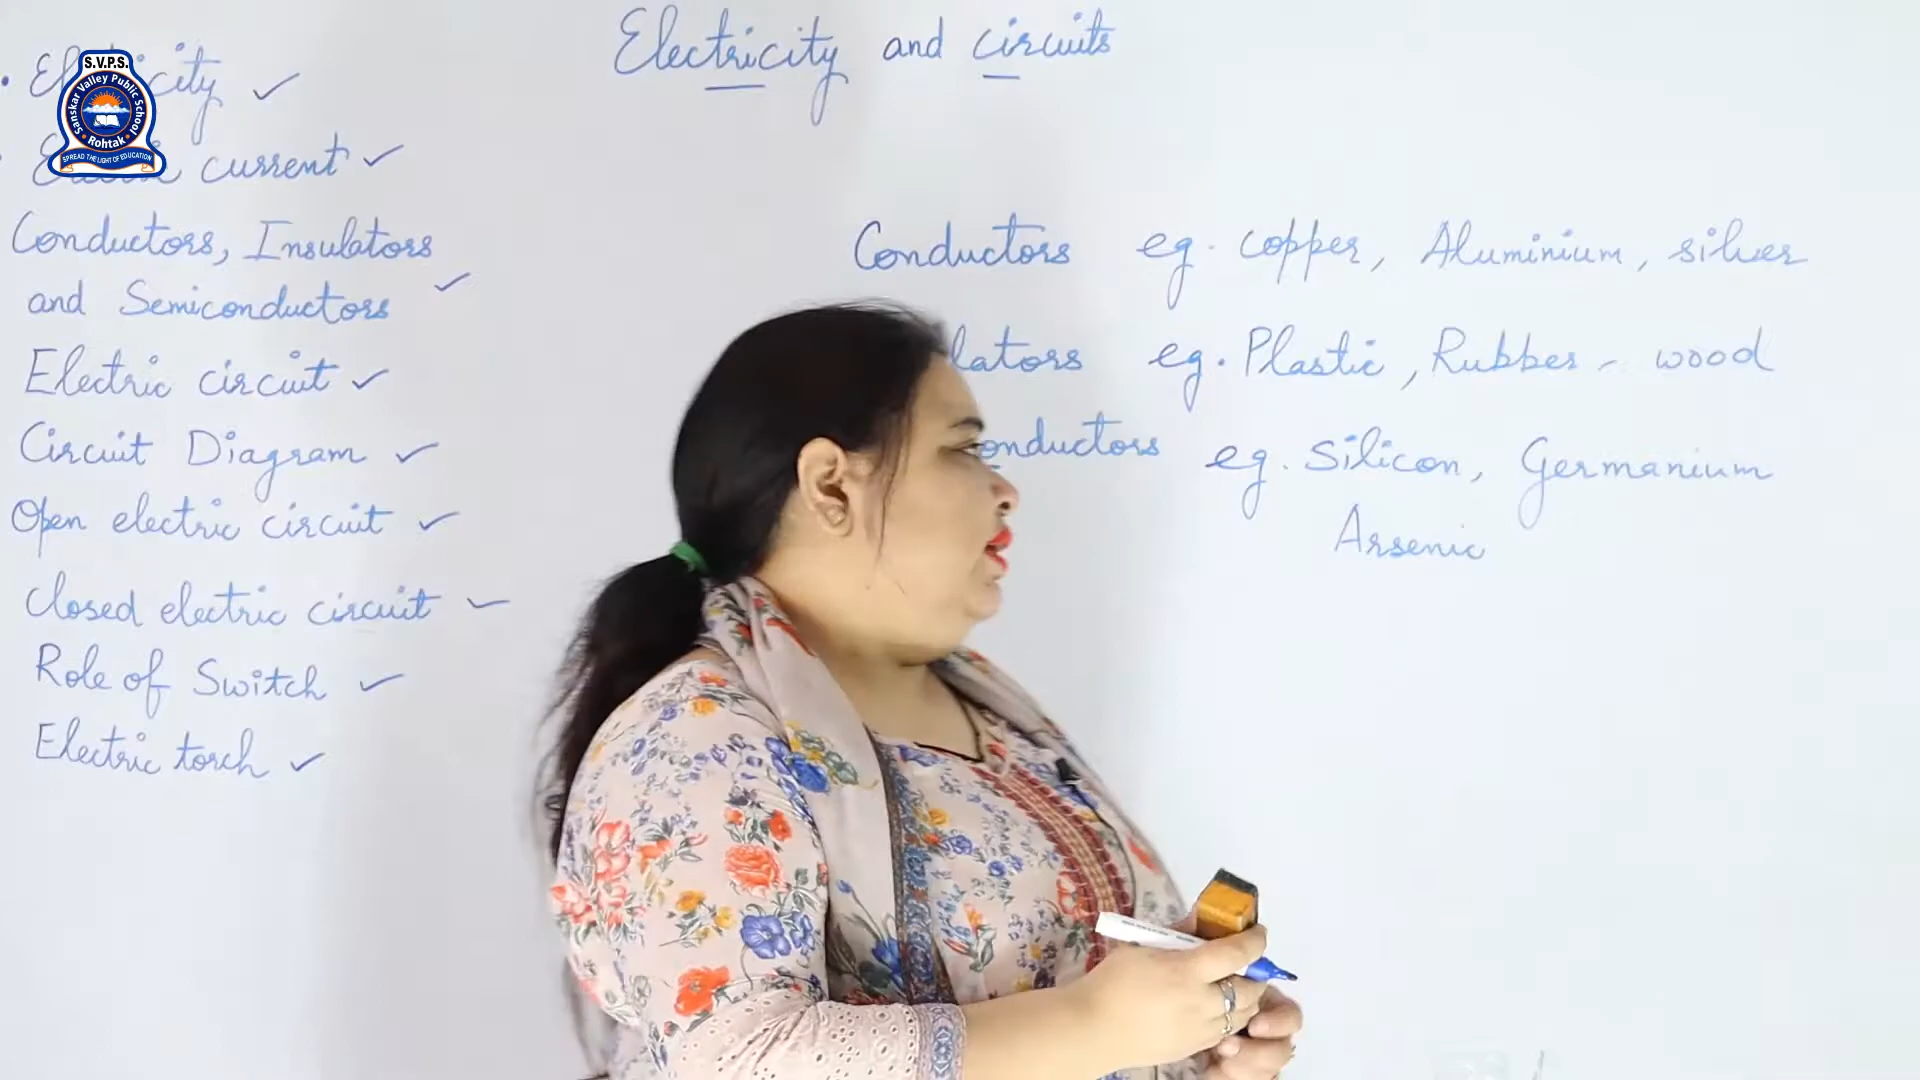 Electricity and circuits
S.V.P.S.
Sanskar Valley Public School
Rohtak
SPREAD THE LIGHT OF EDUCATION
city ✓
current ✓
Conductors, Insulators
and Semiconductors ✓
Electric circuit ✓
Circuit Diagram ✓
Open electric circuit ✓
Closed electric circuit ✓
Role of Switch ✓
Electric torch ✓
Conductors eg. copper, Aluminium, silver
lators eg. Plastic, Rubber, wood
onductors eg. Silicon, Germanium
Arsenic